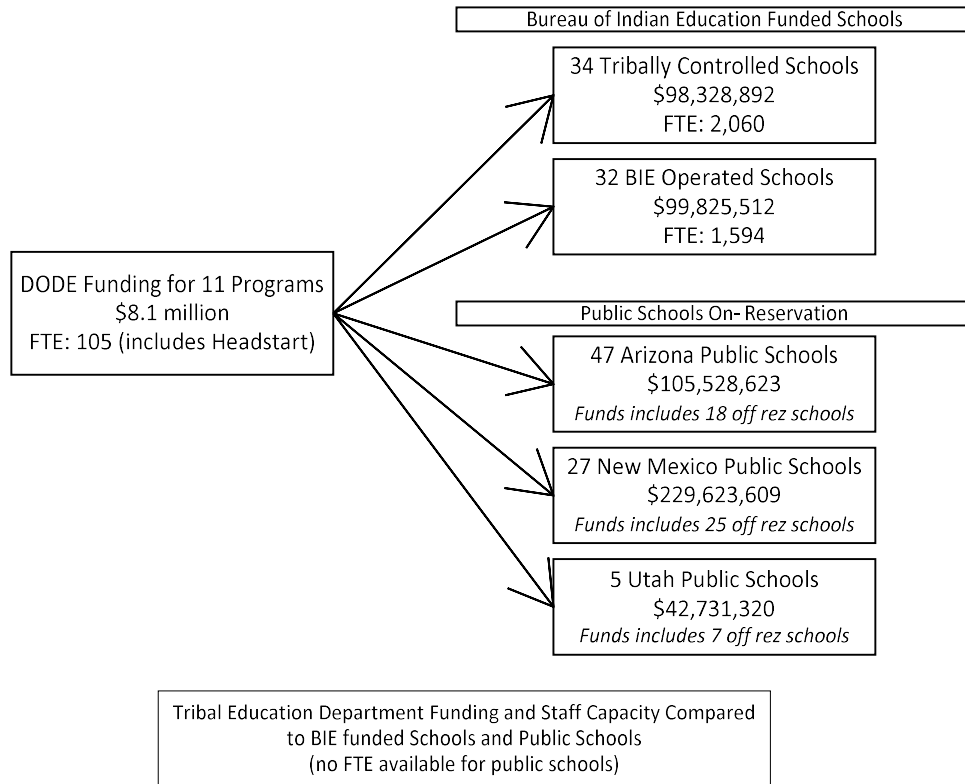 Bureau of Indian Education Funded Schools
34 Tribally Controlled Schools
$98,328,892
FTE: 2,060
32 BIE Operated Schools
$99,825,512
FTE: 1,594
DODE Funding for 11 Programs
$8.1 million
FTE: 105 (includes Headstart)
Public Schools On- Reservation
47 Arizona Public Schools
$105,528,623
Funds includes 18 off rez schools
27 New Mexico Public Schools
$229,623,609
Funds includes 25 off rez schools
5 Utah Public Schools
$42,731,320
Funds includes 7 off rez schools
Tribal Education Department Funding and Staff Capacity Compared
to BIE funded Schools and Public Schools
(no FTE available for public schools)